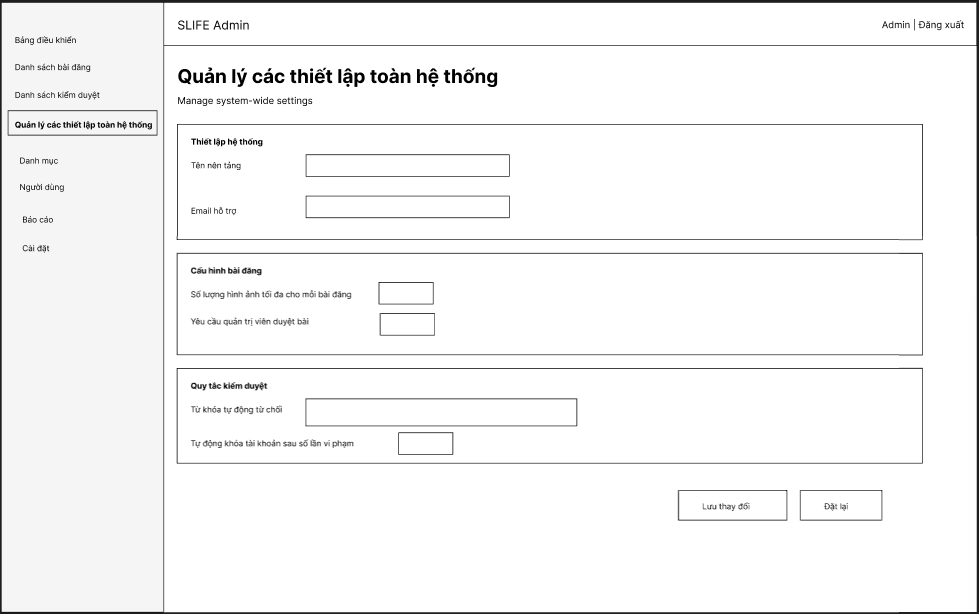 SLIFE Admin
Admin | Đăng xuất
Bảng điều khiển
Danh sách bài đăng
Danh sách kiểm duyệt
Quản lý các thiết lập toàn hệ thống
Danh mục
Người dùng
Báo cáo
Cài đặt
Quản lý các thiết lập toàn hệ thống
Manage system-wide settings
Thiết lập hệ thống
Tên nền tảng
Email hỗ trợ
Cấu hình bài đăng
Số lượng hình ảnh tối đa cho mỗi bài đăng
Yêu cầu quản trị viên duyệt bài
Quy tắc kiểm duyệt
Từ khóa tự động từ chối
Tự động khóa tài khoản sau số lần vi phạm
Lưu thay đổi
Đặt lại